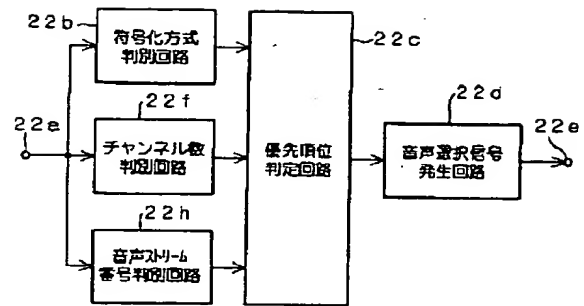 22b
符号化方式
判別回路
22c
22f
22d
22a
チャンネル数
判別回路
優先順位
判定回路
音声選択信号
発生回路
22e
22h
音声ストリーム
番号判別回路